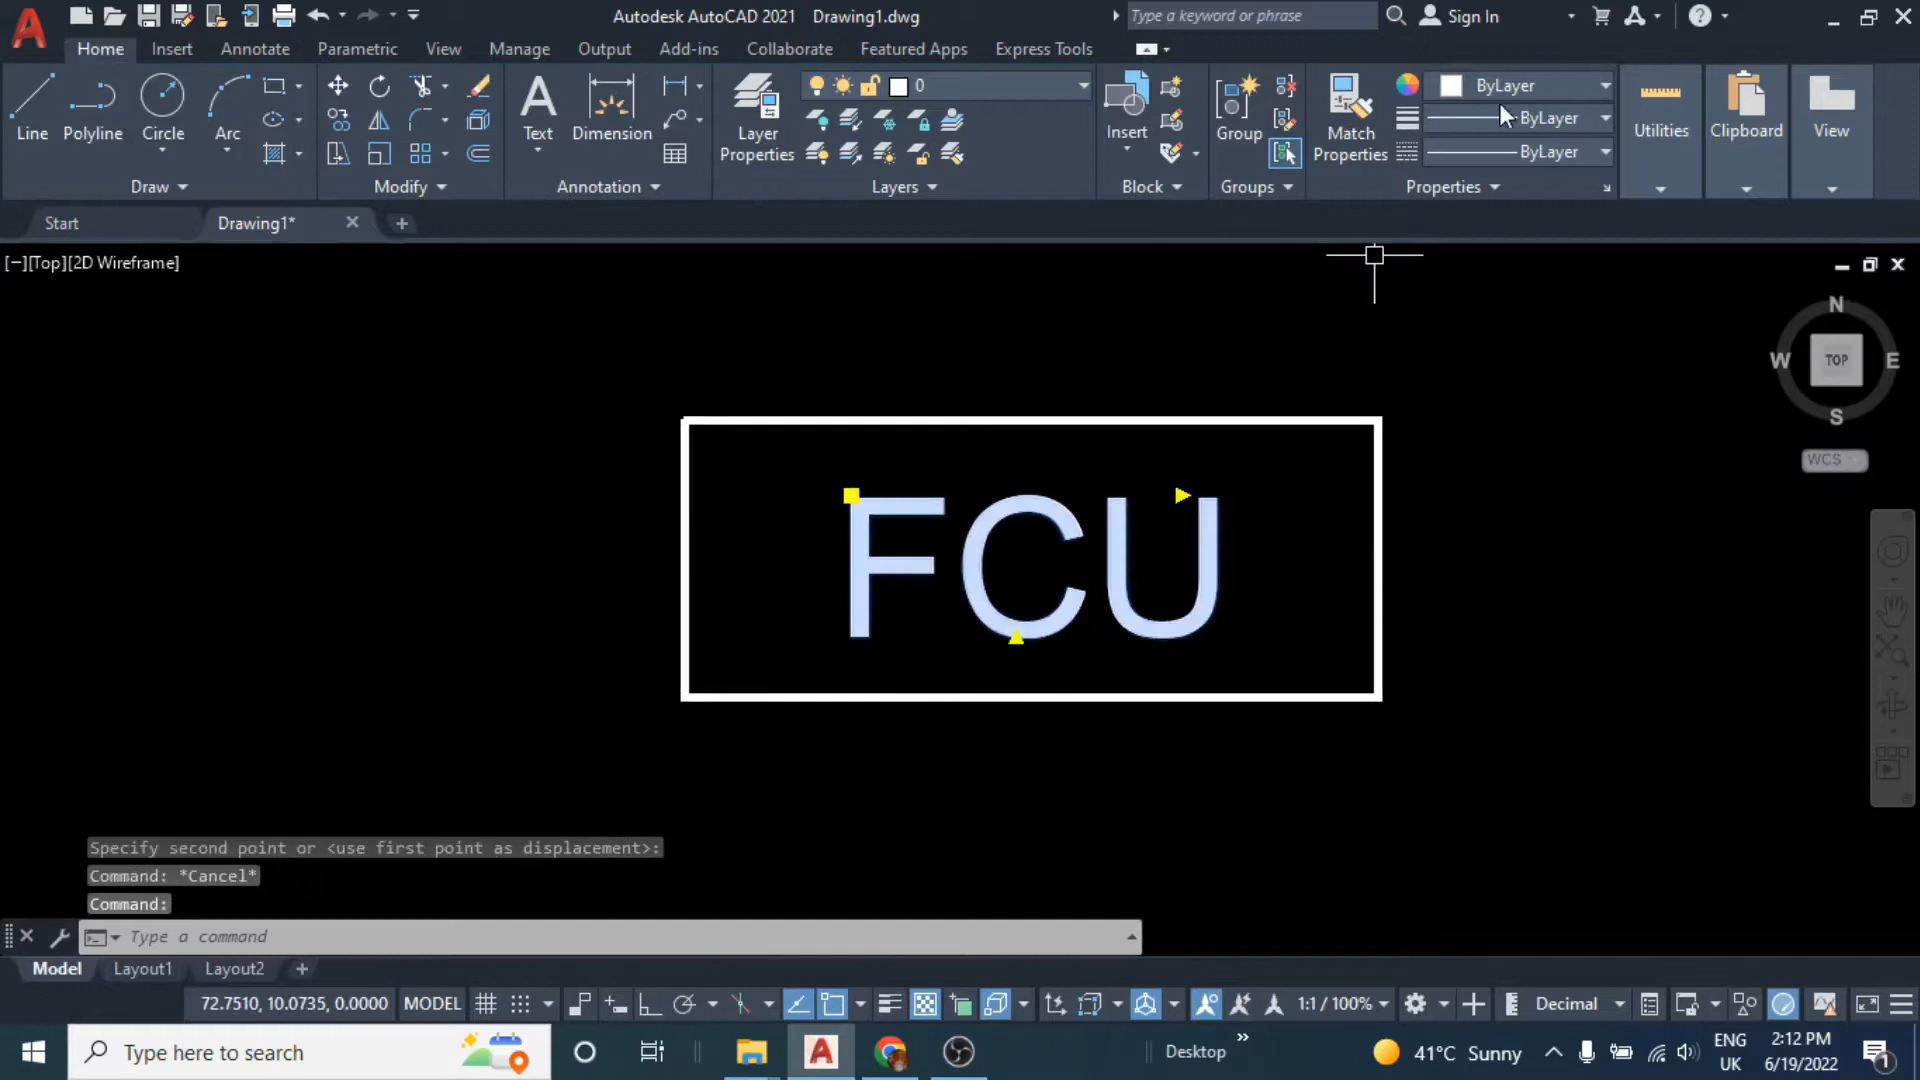 Autodesk AutoCAD 2021 Drawing1.dwg Type a keyword or phrase Sign In
Home Insert Annotate Parametric View Manage Output Add-ins Collaborate Featured Apps Express Tools
Line Polyline Circle Arc Text Dimension Layer Properties 0 Insert Group Match Properties ByLayer Utilities Clipboard View
ByLayer
ByLayer
Draw Modify Annotation Layers Block Groups Properties
Start Drawing1*
[−][Top][2D Wireframe]
N
W TOP E
S
WCS
FCU
Specify second point or <use first point as displacement>:
Command: *Cancel*
Command:
Type a command
Model Layout1 Layout2
72.7510, 10.0735, 0.0000 MODEL 1:1 / 100% Decimal
Type here to search Desktop 41°C Sunny ENG UK 2:12 PM 6/19/2022 1